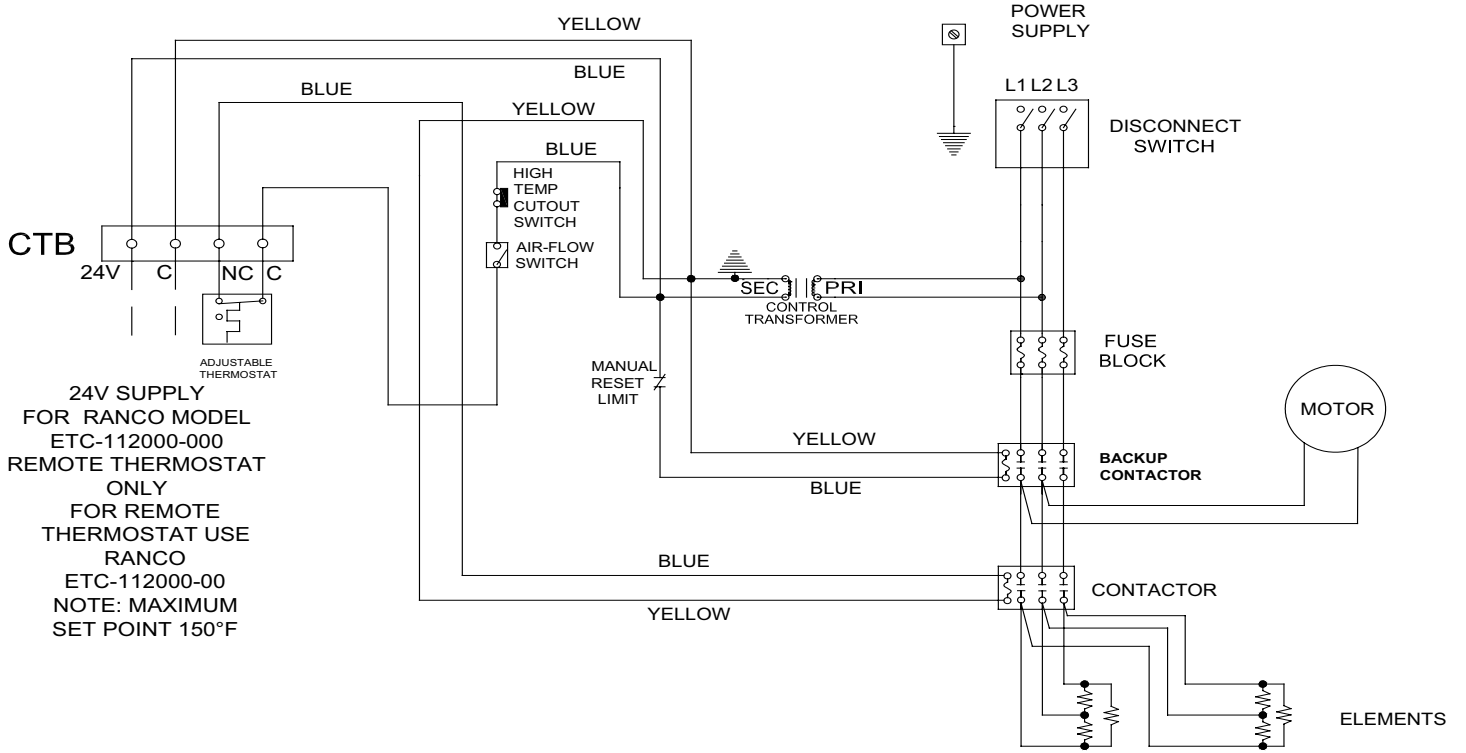 POWER
SUPPLY
YELLOW
BLUE
BLUE
YELLOW
BLUE
L1 L2 L3
DISCONNECT
SWITCH
HIGH
TEMP
CUTOUT
SWITCH
AIR-FLOW
SWITCH
CTB
24V C NC C
SEC PRI
CONTROL
TRANSFORMER
FUSE
BLOCK
ADJUSTABLE
THERMOSTAT
MANUAL
RESET
LIMIT
24V SUPPLY
FOR RANCO MODEL
ETC-112000-000
REMOTE THERMOSTAT
ONLY
FOR REMOTE
THERMOSTAT USE
RANCO
ETC-112000-00
NOTE: MAXIMUM
SET POINT 150°F
MOTOR
YELLOW
BACKUP
CONTACTOR
BLUE
BLUE
CONTACTOR
YELLOW
ELEMENTS